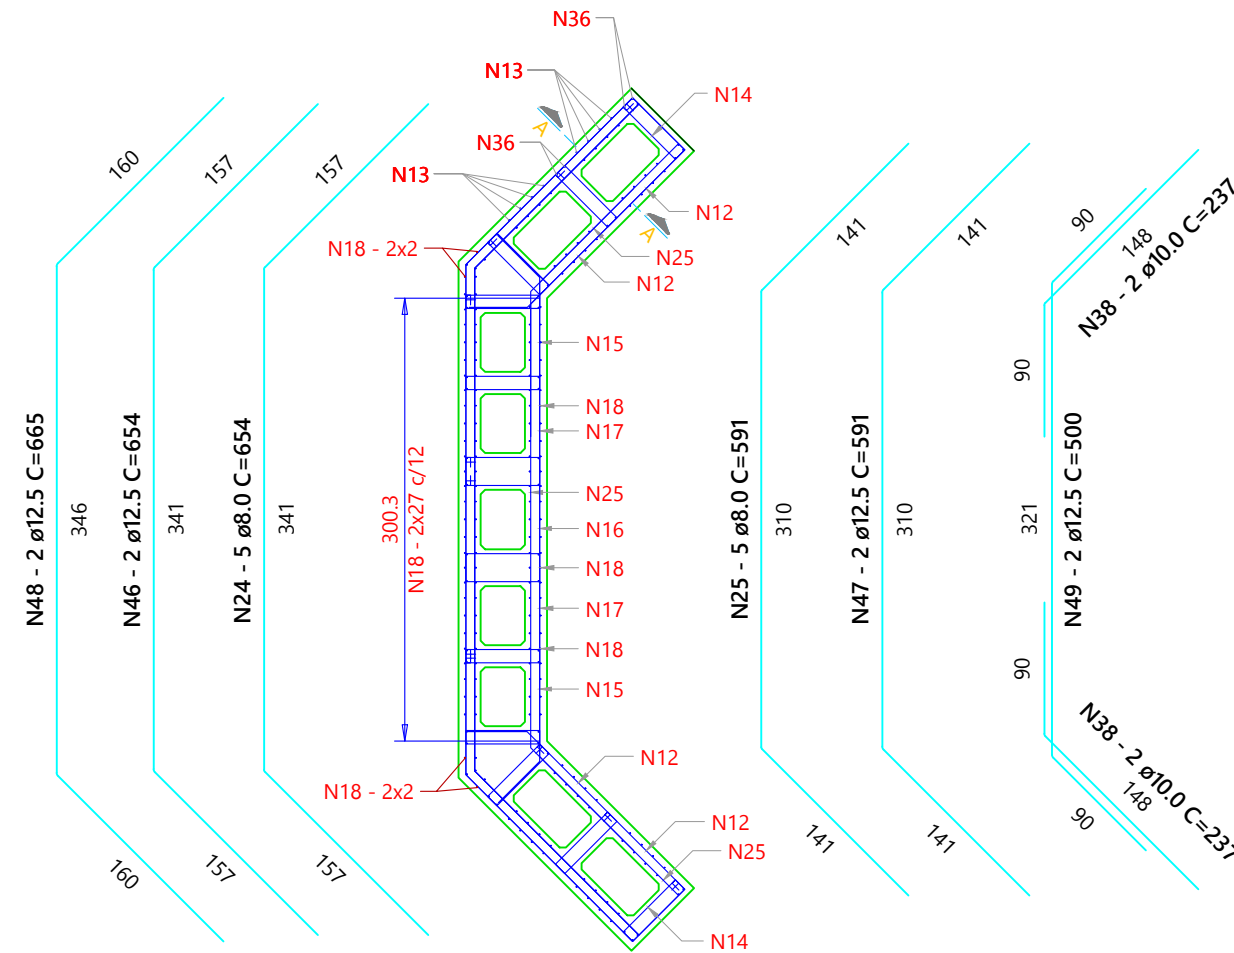 N36
N13
N14
A
N36
N13
N12
A
N18 - 2x2
N25
N12
N15
N18
N17
N25
N16
N18
N17
N18
N15
300.3
N18 - 2x27 c/12
N18 - 2x2
N12
N12
N25
N14
160
N48 - 2 ø12.5 C=665
346
160
157
N46 - 2 ø12.5 C=654
341
157
157
N24 - 5 ø8.0 C=654
341
157
141
N25 - 5 ø8.0 C=591
310
141
141
N47 - 2 ø12.5 C=591
310
141
90
148
N38 - 2 ø10.0 C=237
90
321
N49 - 2 ø12.5 C=500
90
N38 - 2 ø10.0 C=237
148
90